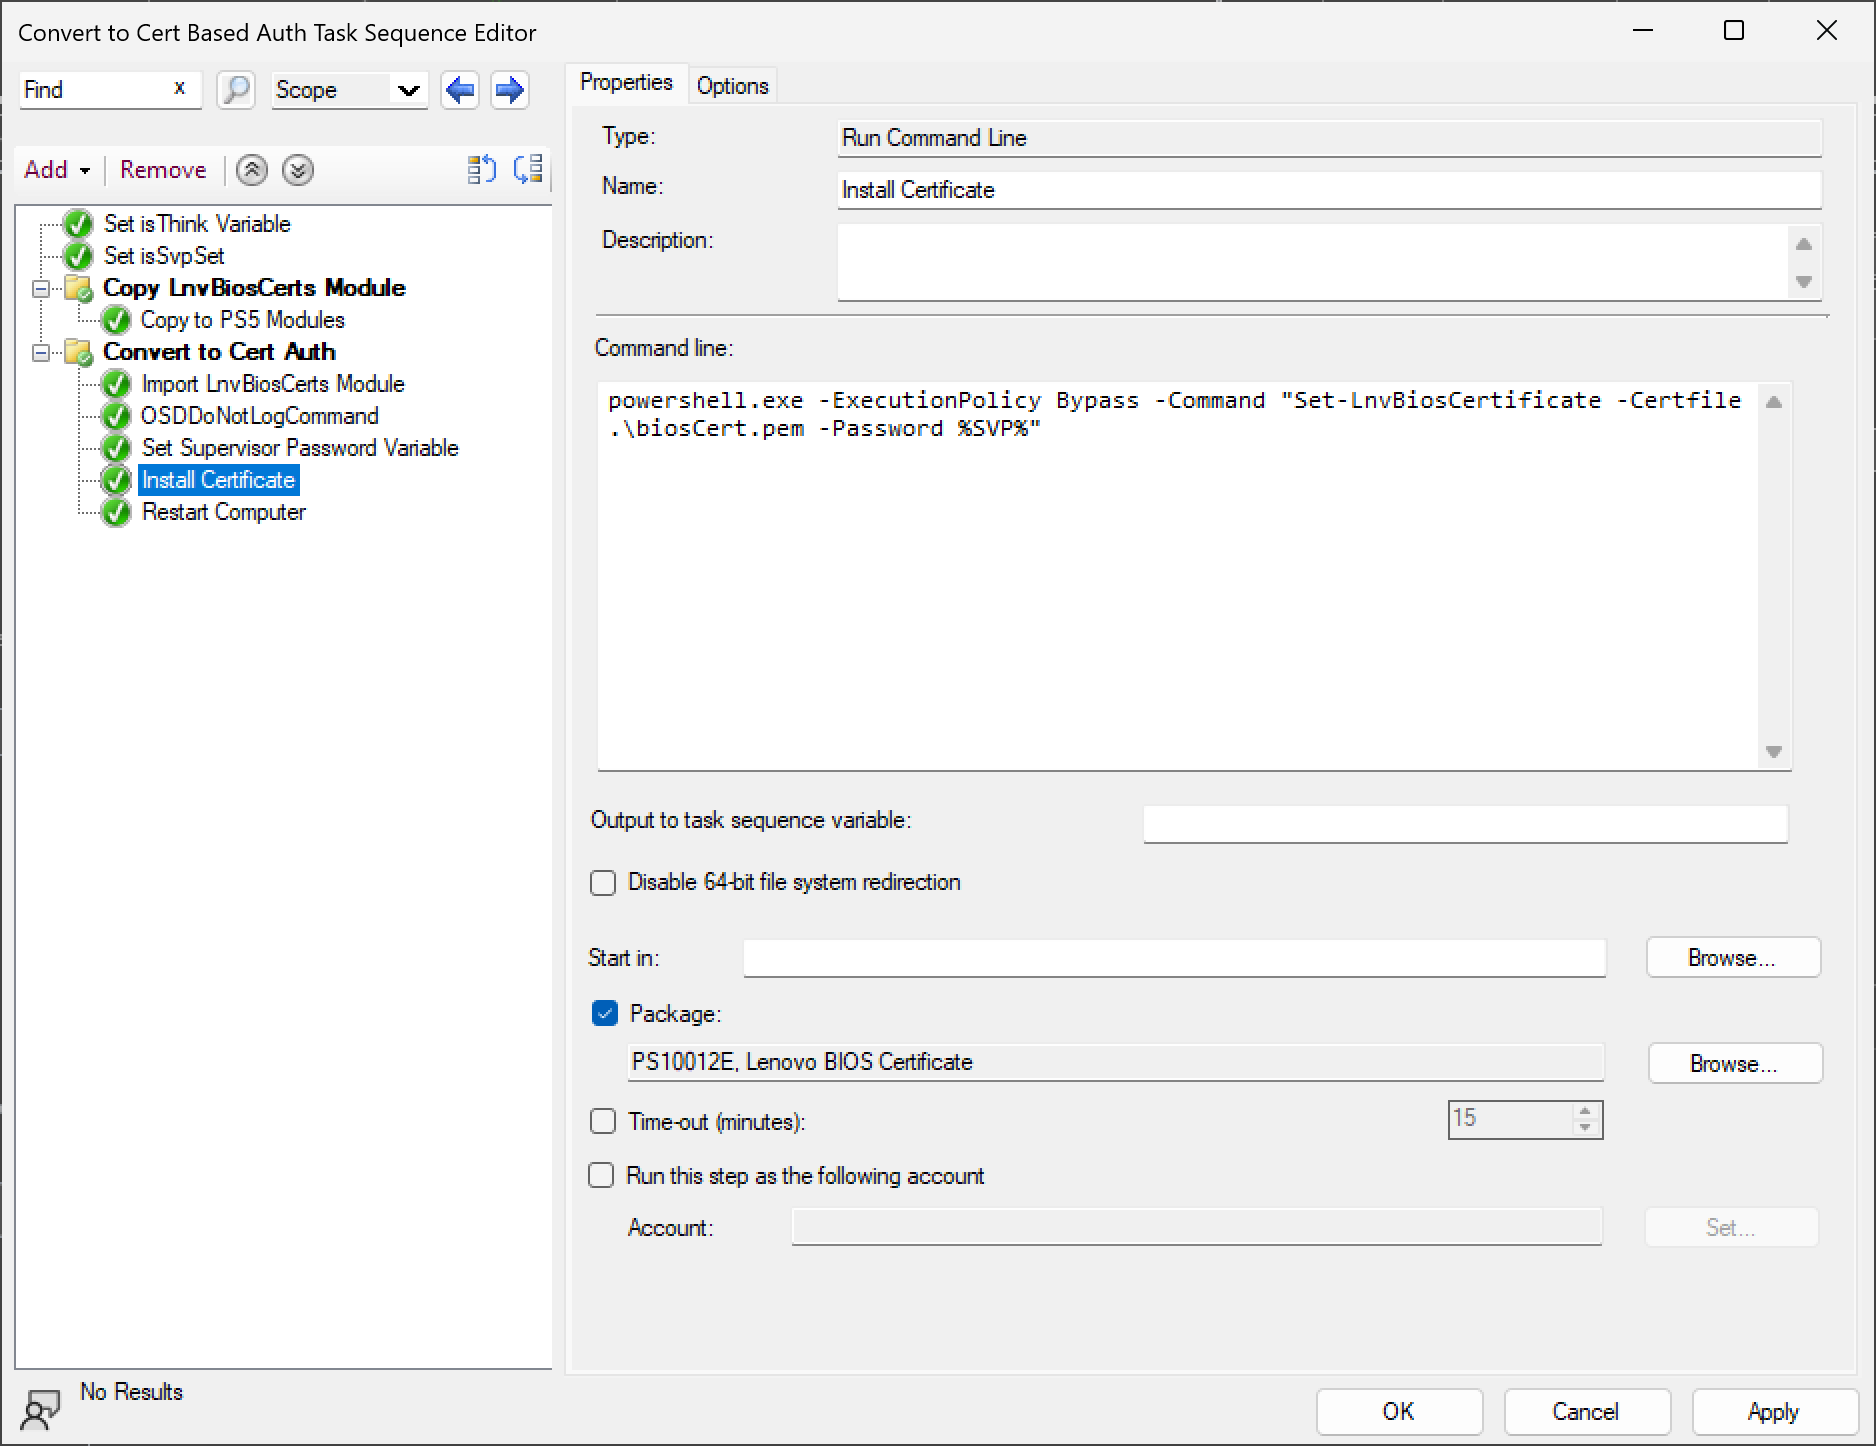 Convert to Cert Based Auth Task Sequence Editor
Find x Scope
Add Remove
Set isThink Variable
Set isSvpSet
Copy LnvBiosCerts Module
Copy to PS5 Modules
Convert to Cert Auth
Import LnvBiosCerts Module
OSDDoNotLogCommand
Set Supervisor Password Variable
Install Certificate
Restart Computer
No Results
Properties Options
Type: Run Command Line
Name: Install Certificate
Description:
Command line:
powershell.exe -ExecutionPolicy Bypass -Command "Set-LnvBiosCertificate -Certfile
.\biosCert.pem -Password %SVP%"
Output to task sequence variable:
Disable 64-bit file system redirection
Start in: Browse...
Package:
PS10012E, Lenovo BIOS Certificate Browse...
Time-out (minutes): 15
Run this step as the following account
Account: Set...
OK Cancel Apply